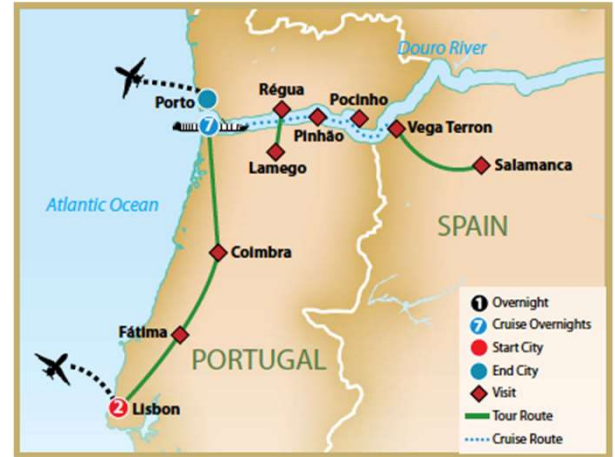 Douro River
Porto
7
Régua
Pocinho
Pinhão
Vega Terron
Lamego
Salamanca
Atlantic Ocean
SPAIN
Coimbra
Fátima
PORTUGAL
2 Lisbon
1 Overnight
7 Cruise Overnights
Start City
End City
Visit
Tour Route
Cruise Route